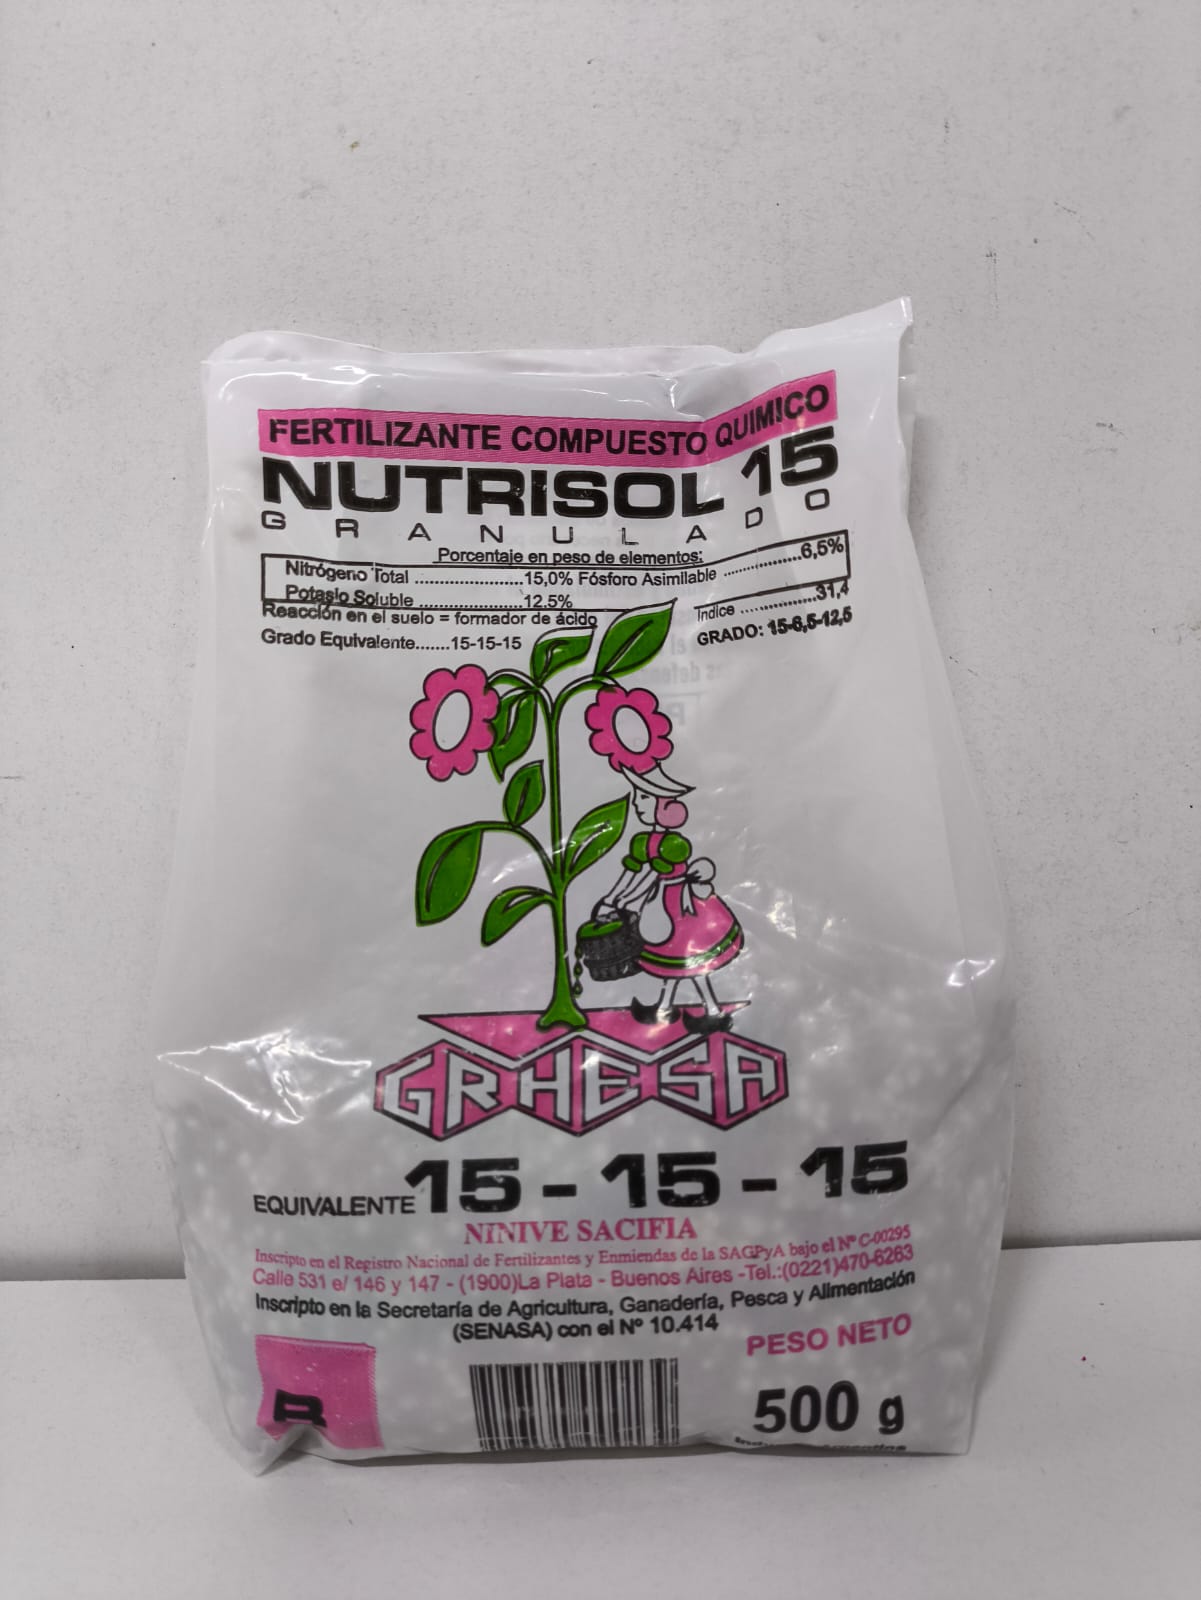 FERTILIZANTE COMPUESTO QUIMICO
NUTRISOL 15
GRANULADO
Porcentaje en peso de elementos:
Nitrógeno Total ......................15,0% Fósforo Asimilable ...............6,5%
Potasio Soluble .....................12.5%
Reacción en el suelo = formador de ácido Indice ...............31,4
Grado Equivalente.......15-15-15 GRADO: 15-6,5-12,5
GRHESA
EQUIVALENTE 15 - 15 - 15
NINIVE SACIFIA
Inscripto en el Registro Nacional de Fertilizantes y Enmiendas de la SAGPyA bajo el Nº C-00295
Calle 531 e/ 146 y 147 - (1900)La Plata - Buenos Aires -Tel.:(0221)470-6263
Inscripto en la Secretaría de Agricultura, Ganadería, Pesca y Alimentación
(SENASA) con el Nº 10.414
PESO NETO
500 g